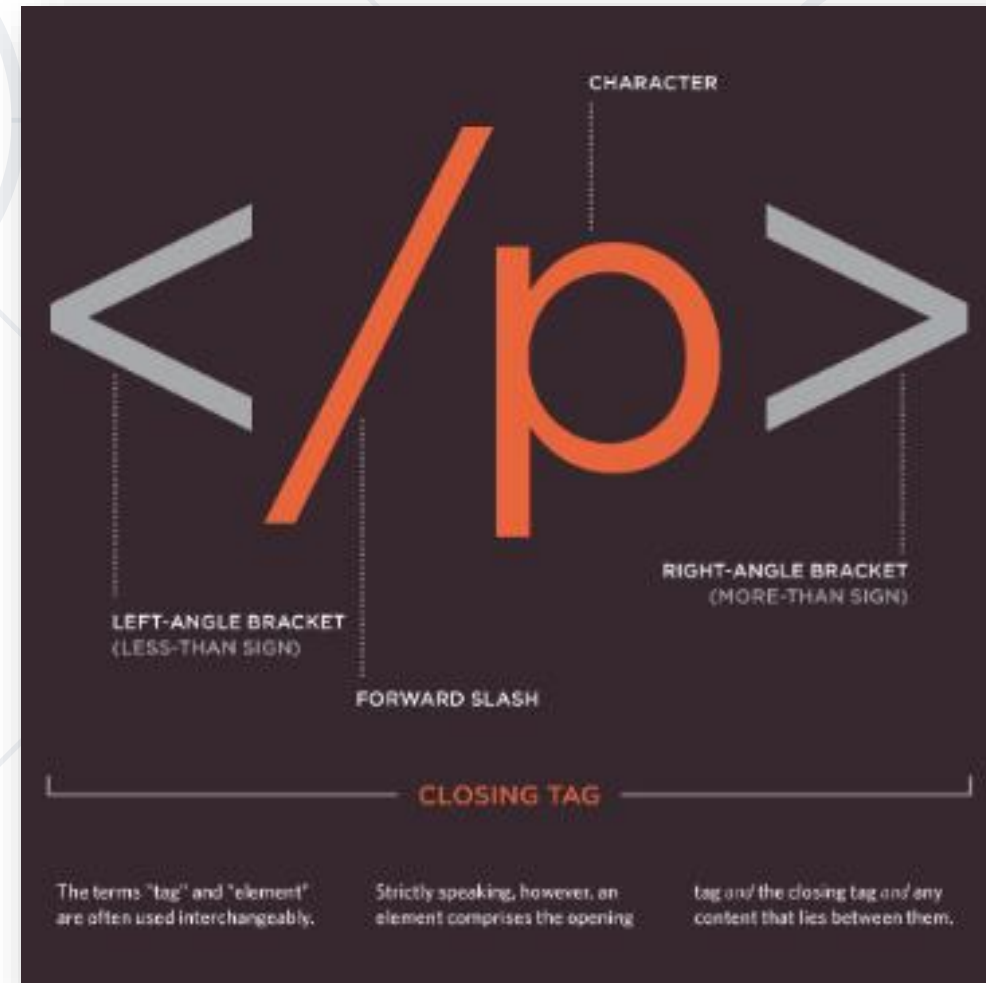 CHARACTER
</p>
RIGHT-ANGLE BRACKET
(MORE-THAN SIGN)
LEFT-ANGLE BRACKET
(LESS-THAN SIGN)
FORWARD SLASH
CLOSING TAG
The terms "tag" and "element"
are often used interchangeably.
Strictly speaking, however, an
element comprises the opening
tag and the closing tag and any
content that lies between them.